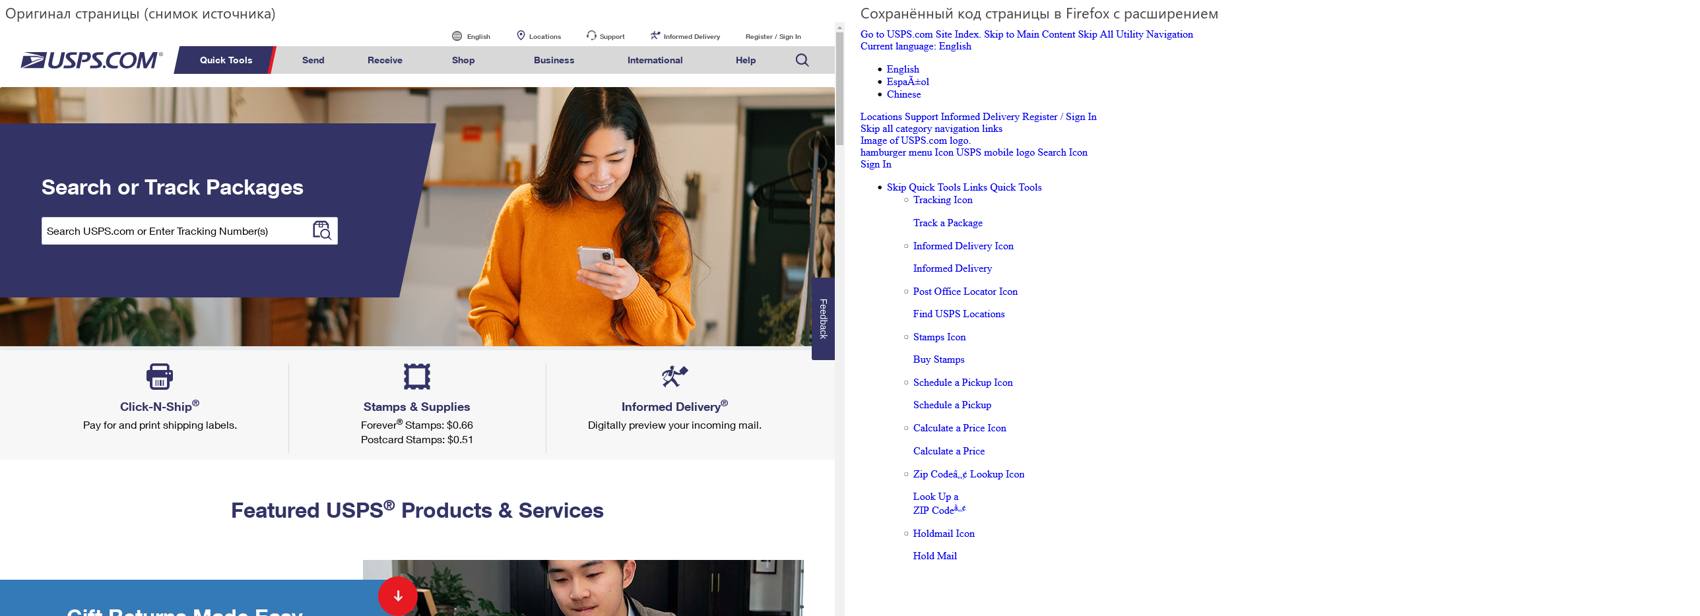 Оригинал страницы (снимок источника)
English Locations Support Informed Delivery Register / Sign In
USPS.COM®
Quick Tools Send Receive Shop Business International Help
Search or Track Packages
Search USPS.com or Enter Tracking Number(s)
Feedback
Click-N-Ship®
Pay for and print shipping labels.
Stamps & Supplies
Forever® Stamps: $0.66
Postcard Stamps: $0.51
Informed Delivery®
Digitally preview your incoming mail.
Featured USPS® Products & Services
Gift Returns Made Easy
Сохранённый код страницы в Firefox с расширением
Go to USPS.com Site Index. Skip to Main Content Skip All Utility Navigation
Current language: English
English
EspaÃ±ol
Chinese
Locations Support Informed Delivery Register / Sign In
Skip all category navigation links
Image of USPS.com logo.
hamburger menu Icon USPS mobile logo Search Icon
Sign In
Skip Quick Tools Links Quick Tools
Tracking Icon
Track a Package
Informed Delivery Icon
Informed Delivery
Post Office Locator Icon
Find USPS Locations
Stamps Icon
Buy Stamps
Schedule a Pickup Icon
Schedule a Pickup
Calculate a Price Icon
Calculate a Price
Zip Codeâ„¢ Lookup Icon
Look Up a
ZIP Codeâ„¢
Holdmail Icon
Hold Mail